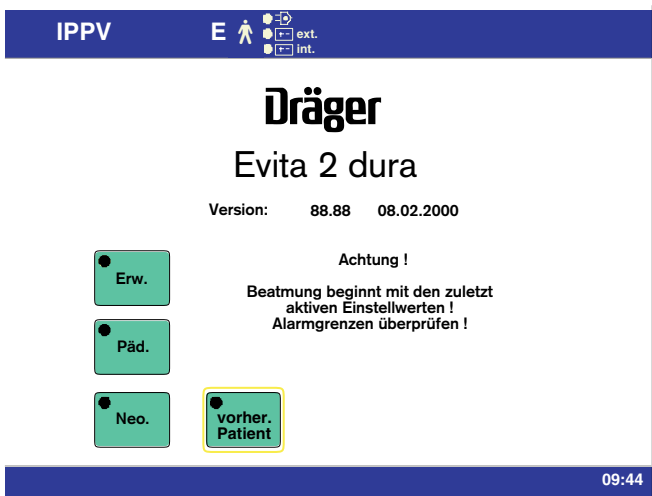 IPPV
E
ext.
int.
Dräger
Evita 2 dura
Version: 88.88 08.02.2000
Achtung !
Beatmung beginnt mit den zuletzt
aktiven Einstellwerten !
Alarmgrenzen überprüfen !
Erw.
Päd.
Neo.
vorher.
Patient
09:44